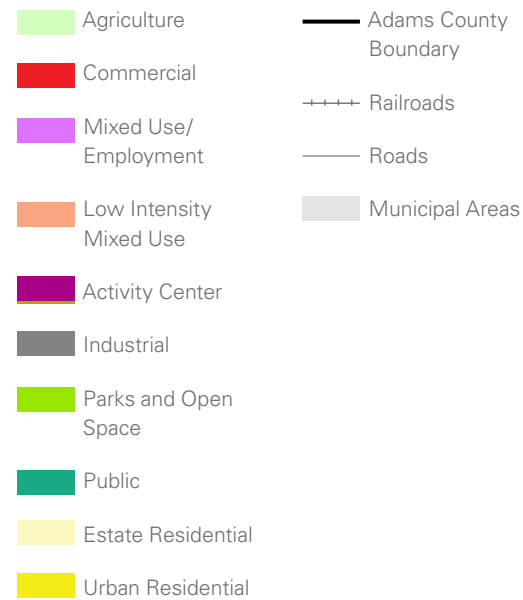 Agriculture
Commercial
Mixed Use/
Employment
Low Intensity
Mixed Use
Activity Center
Industrial
Parks and Open
Space
Public
Estate Residential
Urban Residential
Adams County
Boundary
Railroads
Roads
Municipal Areas